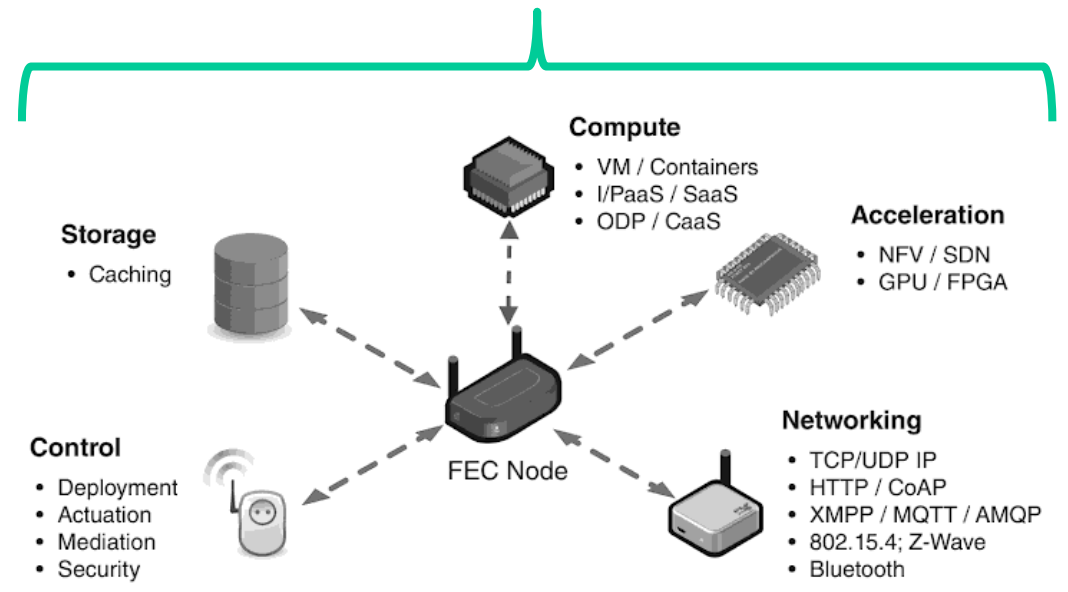 Compute
• VM / Containers
• I/PaaS / SaaS
• ODP / CaaS
Acceleration
• NFV / SDN
• GPU / FPGA
Storage
• Caching
Networking
• TCP/UDP IP
• HTTP / CoAP
• XMPP / MQTT / AMQP
• 802.15.4; Z-Wave
• Bluetooth
Control
• Deployment
• Actuation
• Mediation
• Security
FEC Node